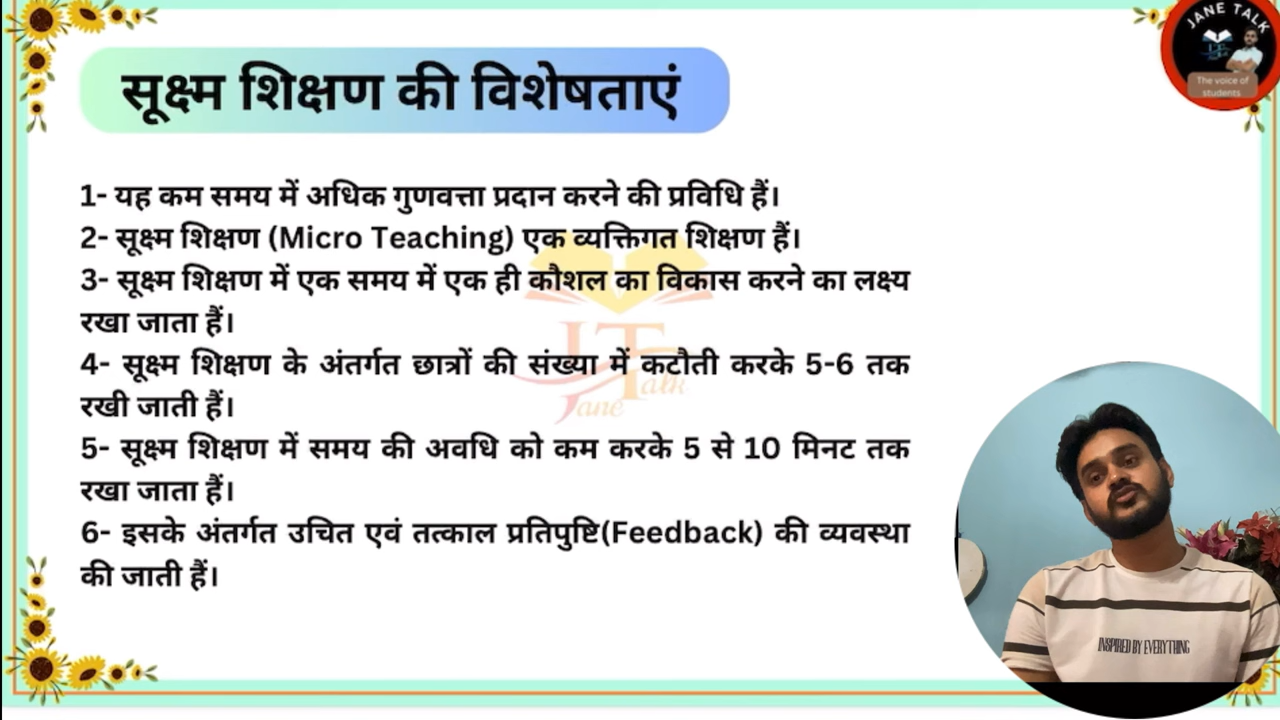 JANE TALK
The voice of
students
सूक्ष्म शिक्षण की विशेषताएं
1- यह कम समय में अधिक गुणवत्ता प्रदान करने की प्रविधि हैं।
2- सूक्ष्म शिक्षण (Micro Teaching) एक व्यक्तिगत शिक्षण हैं।
3- सूक्ष्म शिक्षण में एक समय में एक ही कौशल का विकास करने का लक्ष्य
रखा जाता हैं।
4- सूक्ष्म शिक्षण के अंतर्गत छात्रों की संख्या में कटौती करके 5-6 तक
रखी जाती हैं।
5- सूक्ष्म शिक्षण में समय की अवधि को कम करके 5 से 10 मिनट तक
रखा जाता हैं।
6- इसके अंतर्गत उचित एवं तत्काल प्रतिपुष्टि(Feedback) की व्यवस्था
की जाती हैं।
JT
Jane Talk
INSPIRED BY EVERYTHING